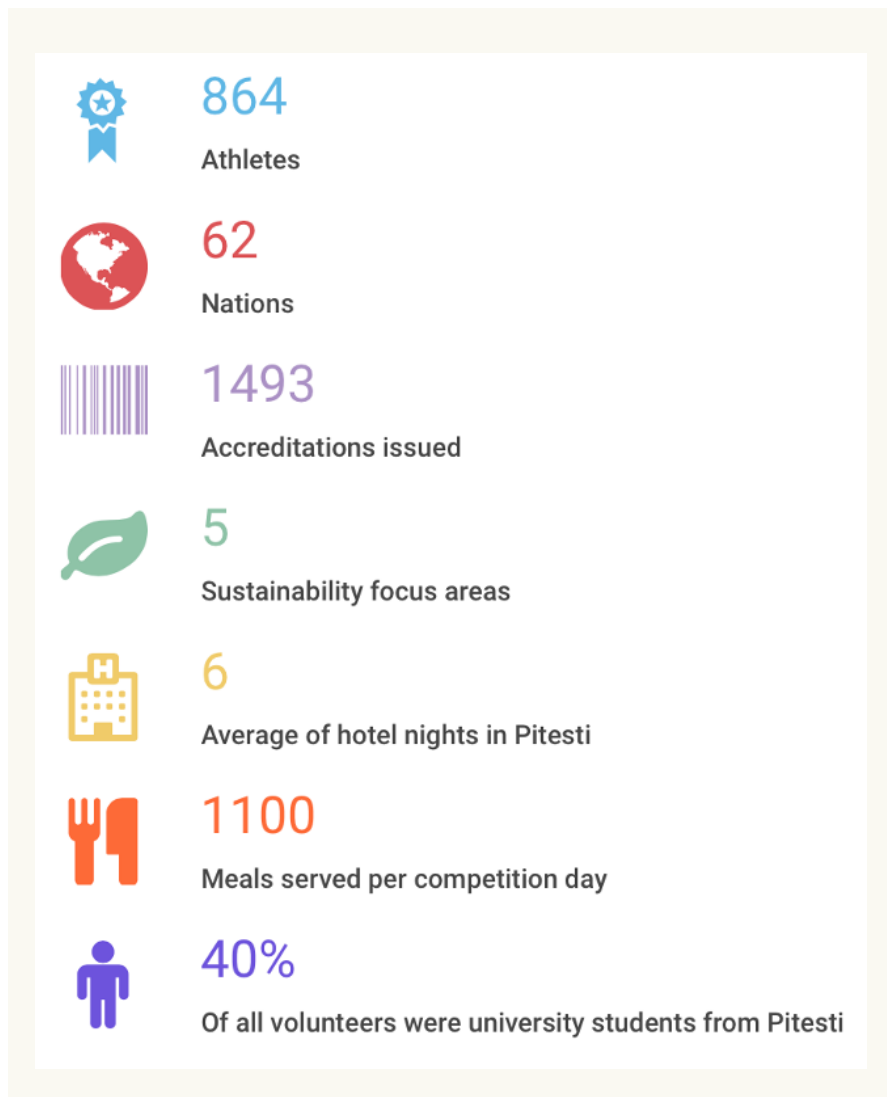 864
Athletes
62
Nations
1493
Accreditations issued
5
Sustainability focus areas
H
6
Average of hotel nights in Pitesti
1100
Meals served per competition day
40%
Of all volunteers were university students from Pitesti